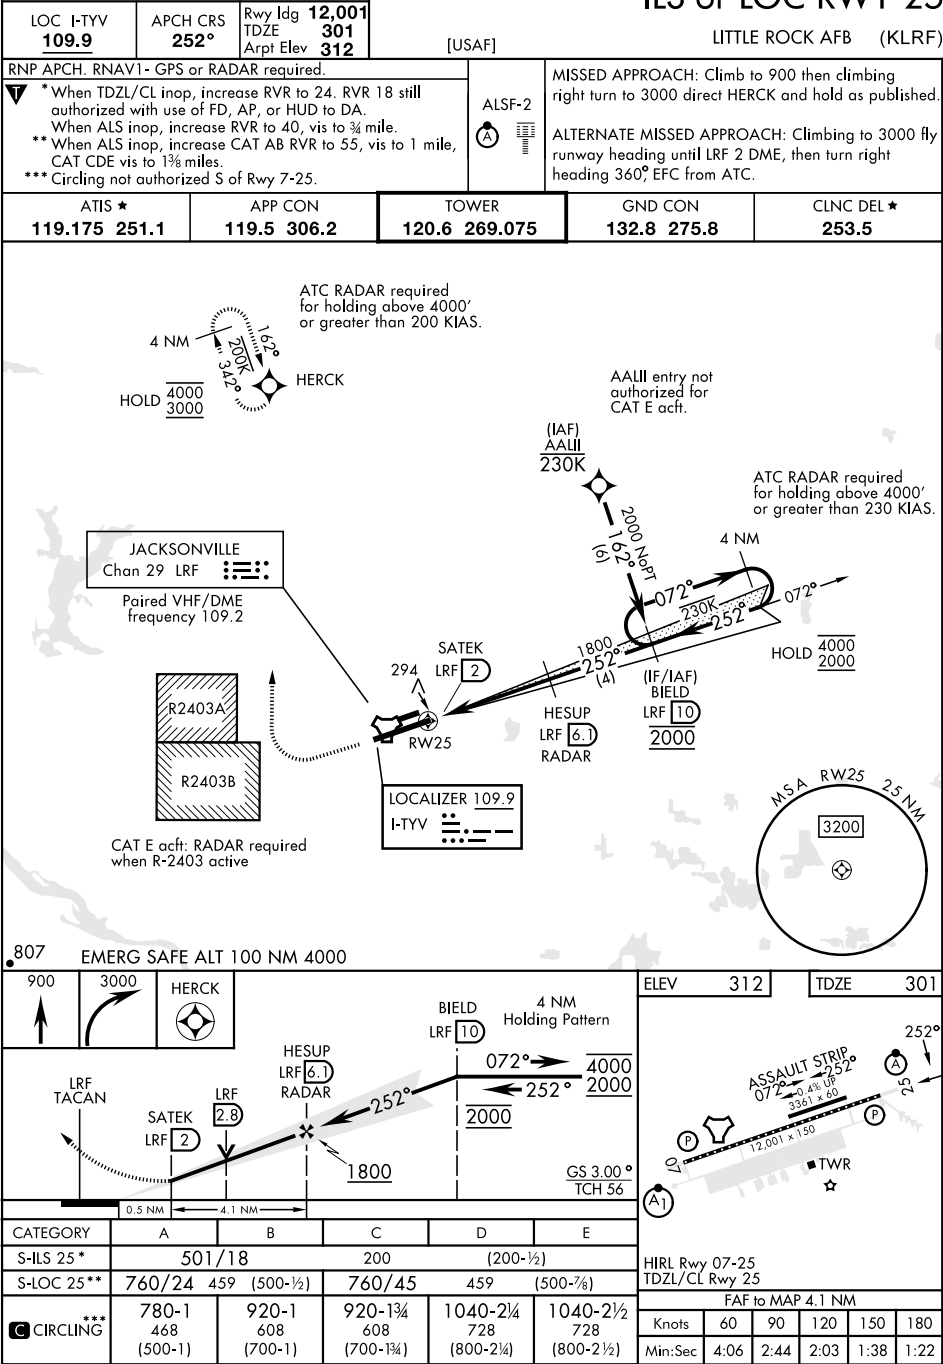 LOC I-TYV
109.9
APCH CRS
252°
Rwy ldg 12,001
TDZE 301
Arpt Elev 312
[USAF]
LITTLE ROCK AFB (KLRF)
RNP APCH. RNAV1- GPS or RADAR required.
T
* When TDZL/CL inop, increase RVR to 24. RVR 18 still
authorized with use of FD, AP, or HUD to DA.
When ALS inop, increase RVR to 40, vis to ¾ mile.
** When ALS inop, increase CAT AB RVR to 55, vis to 1 mile,
CAT CDE vis to 1⅜ miles.
*** Circling not authorized S of Rwy 7-25.
ALSF-2
A
MISSED APPROACH: Climb to 900 then climbing
right turn to 3000 direct HERCK and hold as published.
ALTERNATE MISSED APPROACH: Climbing to 3000 fly
runway heading until LRF 2 DME, then turn right
heading 360°, EFC from ATC.
ATIS ★
119.175 251.1
APP CON
119.5 306.2
TOWER
120.6 269.075
GND CON
132.8 275.8
CLNC DEL ★
253.5
ATC RADAR required
for holding above 4000'
or greater than 200 KIAS.
4 NM
162°
200K
342°
HERCK
HOLD 4000
3000
AALII entry not
authorized for
CAT E acft.
(IAF)
AALII
230K
ATC RADAR required
for holding above 4000'
or greater than 230 KIAS.
2000 NoPT
162°
(6)
4 NM
072°
230K
252°
072°
HOLD 4000
2000
JACKSONVILLE
Chan 29 LRF
Paired VHF/DME
frequency 109.2
SATEK
LRF 2
294
1800
252°
(4)
(IF/IAF)
BIELD
LRF 10
2000
HESUP
LRF 6.1
RADAR
RW25
R2403A
R2403B
CAT E acft: RADAR required
when R-2403 active
LOCALIZER 109.9
I-TYV
MSA RW25 25 NM
3200
807
EMERG SAFE ALT 100 NM 4000
900
3000
HERCK
LRF
TACAN
SATEK
LRF 2
LRF
2.8
HESUP
LRF 6.1
RADAR
BIELD
LRF 10
4 NM
Holding Pattern
072°
252°
4000
2000
252°
2000
1800
GS 3.00°
TCH 56
0.5 NM
4.1 NM
ELEV 312
TDZE 301
252°
ASSAULT STRIP
072° 252°
0.4% UP
3361 x 60
A
25
P
12,001 x 150
P
07
TWR
A1
HIRL Rwy 07-25
TDZL/CL Rwy 25
CATEGORY A B C D E
S-ILS 25 * 501/18 200 (200-½)
S-LOC 25 ** 760/24 459 (500-½) 760/45 459 (500-⅞)
C CIRCLING *** 780-1 920-1 920-1¾ 1040-2¼ 1040-2½
468 608 608 728 728
(500-1) (700-1) (700-1¾) (800-2¼) (800-2½)
FAF to MAP 4.1 NM
Knots 60 90 120 150 180
Min:Sec 4:06 2:44 2:03 1:38 1:22